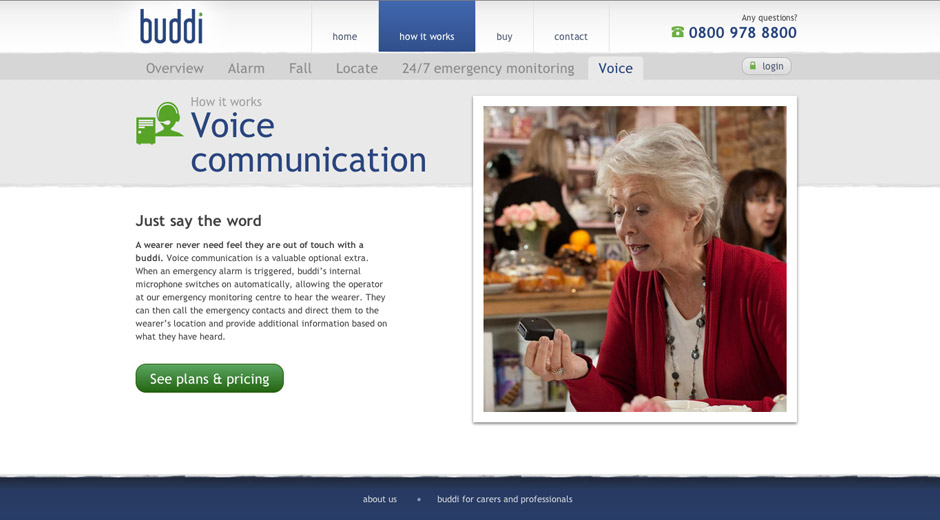 buddi
home
how it works
buy
contact
Any questions?
0800 978 8800
Overview
Alarm
Fall
Locate
24/7 emergency monitoring
Voice
login
How it works
Voice
communication
Just say the word
A wearer never need feel they are out of touch with a
buddi. Voice communication is a valuable optional extra.
When an emergency alarm is triggered, buddi's internal
microphone switches on automatically, allowing the operator
at our emergency monitoring centre to hear the wearer. They
can then call the emergency contacts and direct them to the
wearer's location and provide additional information based on
what they have heard.
See plans & pricing
about us
buddi for carers and professionals